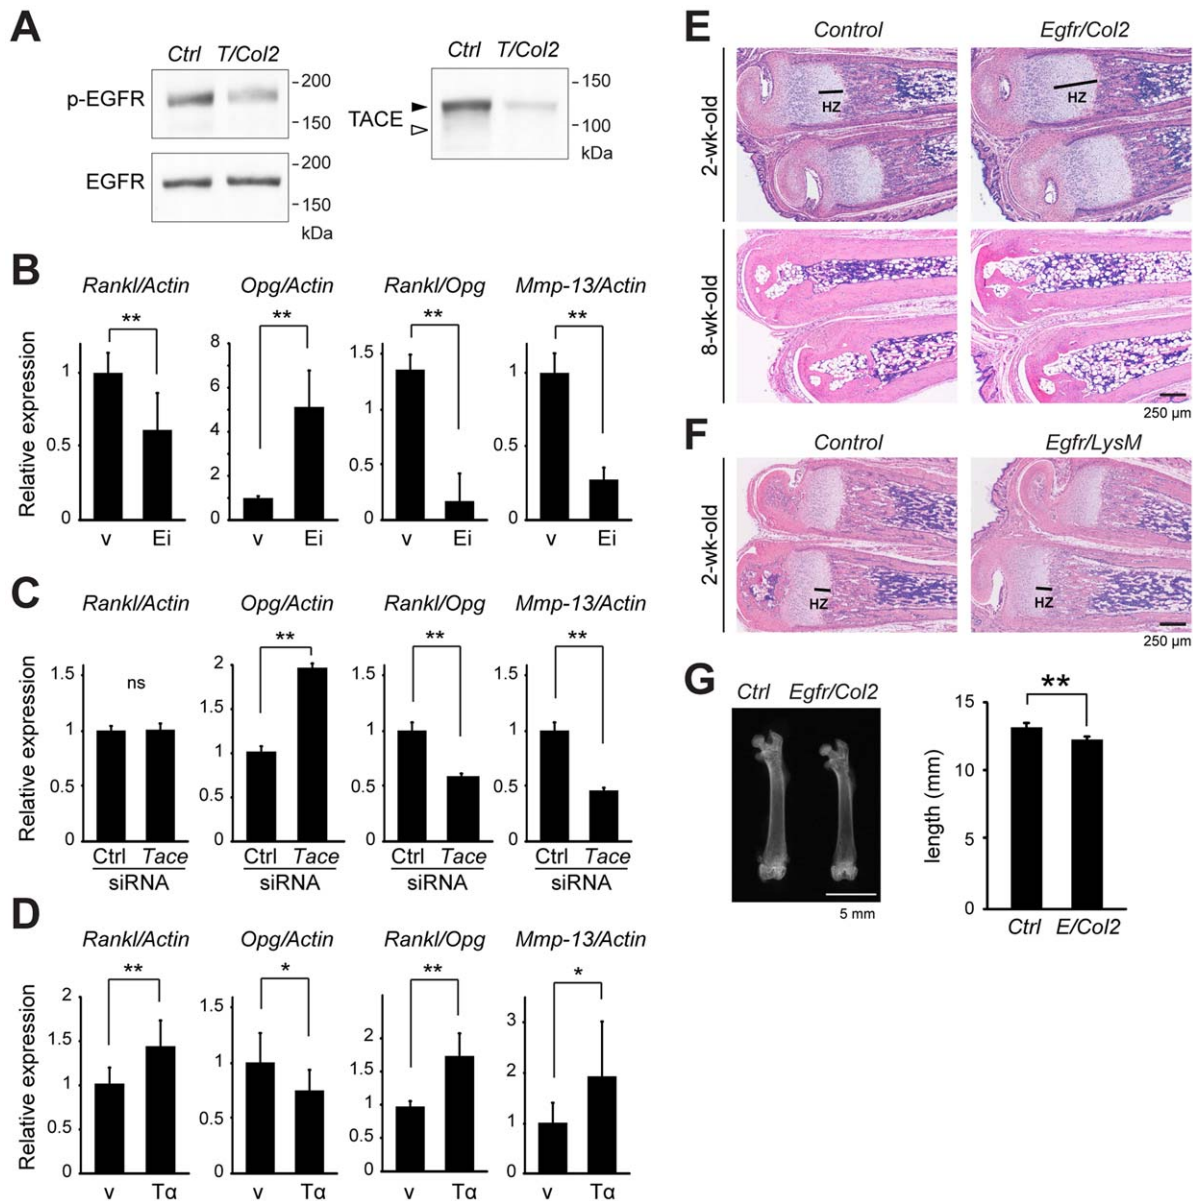 A
Ctrl T/Col2
p-EGFR
200
150
EGFR
200
150
kDa
Ctrl T/Col2
TACE
150
100
kDa
B
Relative expression
Rankl/Actin
**
1
0.5
0
v Ei
Opg/Actin
**
8
6
4
2
0
v Ei
Rankl/Opg
**
1.5
1
0.5
0
v Ei
Mmp-13/Actin
**
1
0.5
0
v Ei
C
Relative expression
Rankl/Actin
ns
1.5
1
0.5
0
Ctrl Tace
siRNA
Opg/Actin
**
2
1.5
1
0.5
0
Ctrl Tace
siRNA
Rankl/Opg
**
1.5
1
0.5
0
Ctrl Tace
siRNA
Mmp-13/Actin
**
1.5
1
0.5
0
Ctrl Tace
siRNA
D
Relative expression
Rankl/Actin
**
2
1.5
1
0.5
0
v Tα
Opg/Actin
*
1.5
1
0.5
0
v Tα
Rankl/Opg
**
2
1.5
1
0.5
0
v Tα
Mmp-13/Actin
*
3
2
1
0
v Tα
E
Control
Egfr/Col2
2-wk-old
HZ
HZ
8-wk-old
250 µm
F
Control
Egfr/LysM
2-wk-old
HZ
HZ
250 µm
G
Ctrl Egfr/Col2
5 mm
**
length (mm)
15
10
5
0
Ctrl E/Col2